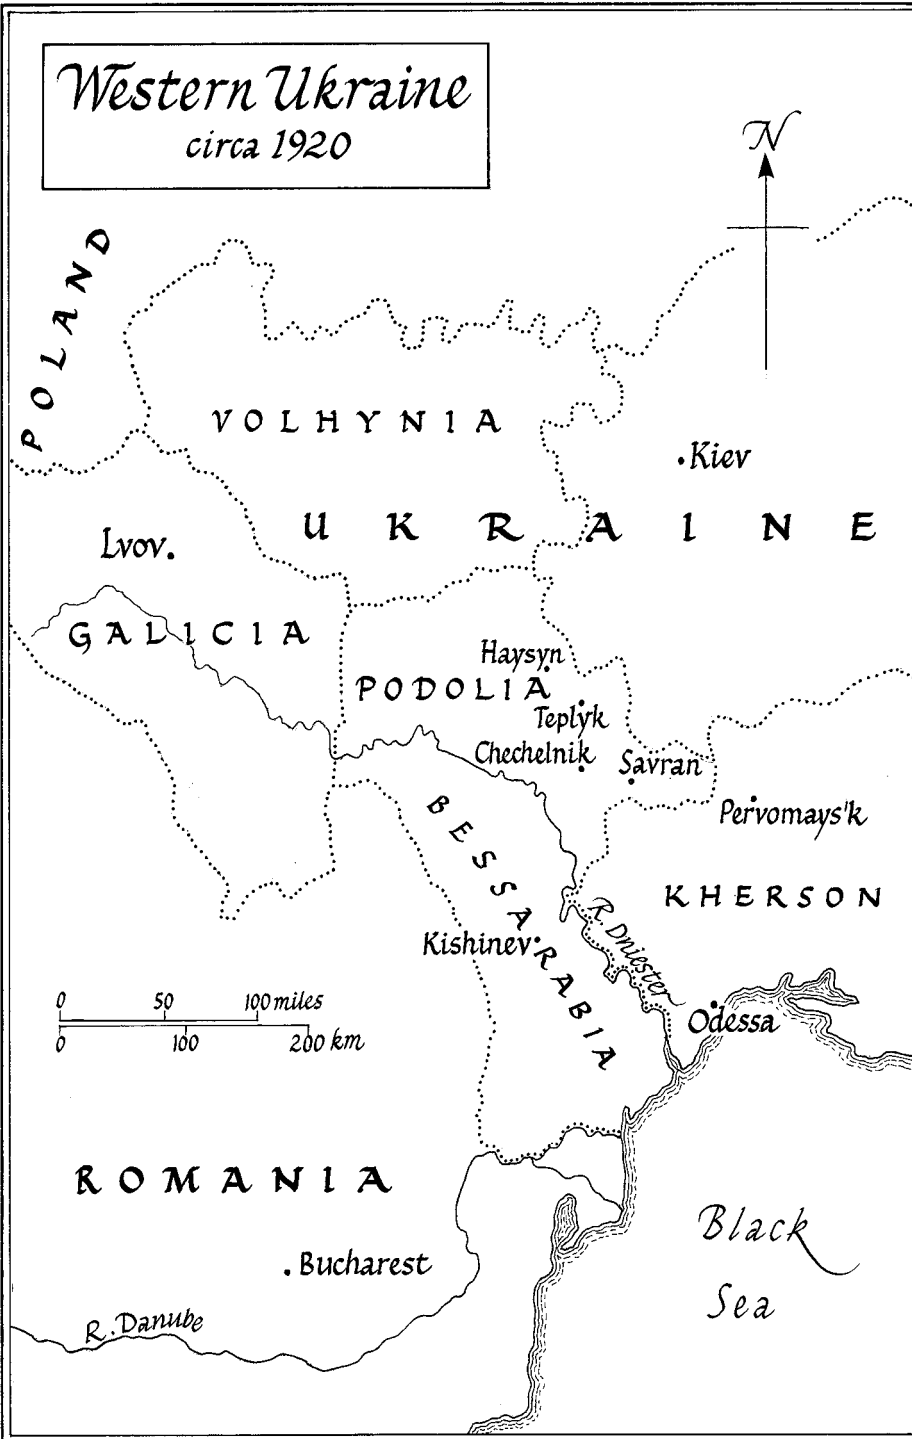 Western Ukraine
circa 1920
N
POLAND
VOLHYNIA
Kiev
UKRAINE
Lvov
GALICIA
Haysyn
PODOLIA
Teplyk
Chechelnik
Savran
Pervomays'k
BESSARABIA
KHERSON
R. Dniester
Kishinev
0 50 100 miles
0 100 200 km
Odessa
ROMANIA
Black
Sea
Bucharest
R. Danube